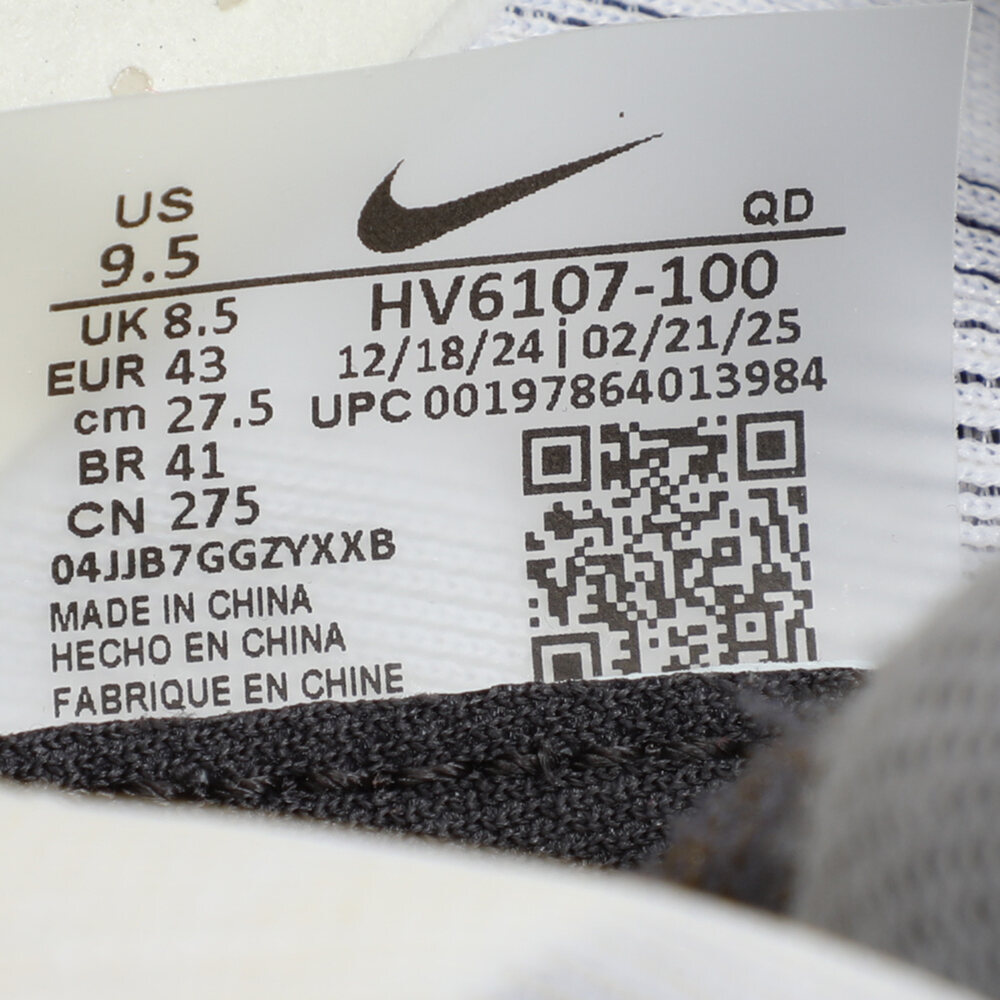 US
9.5
QD
UK 8.5
EUR 43
cm 27.5
BR 41
CN 275
HV6107-100
12/18/24 | 02/21/25
UPC 00197864013984
04JJB7GGZYXXB
MADE IN CHINA
HECHO EN CHINA
FABRIQUE EN CHINE